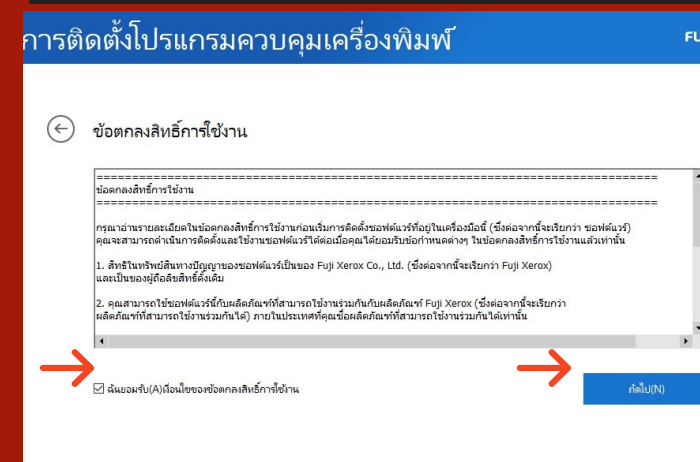 การติดตั้งโปรแกรมควบคุมเครื่องพิมพ์
FU
ข้อตกลงสิทธิ์การใช้งาน
==============================================================================
ข้อตกลงสิทธิ์การใช้งาน
==============================================================================
กรุณาอ่านรายละเอียดในข้อตกลงสิทธิ์การใช้งานก่อนเริ่มการติดตั้งซอฟต์แวร์ที่อยู่ในเครื่องมือนี้ (ซึ่งต่อจากนี้จะเรียกว่า ซอฟต์แวร์)
คุณจะสามารถดำเนินการติดตั้งและใช้งานซอฟต์แวร์ได้ต่อเมื่อคุณได้ยอมรับข้อกำหนดต่างๆ ในข้อตกลงสิทธิ์การใช้งานแล้วเท่านั้น
1. สิทธิในทรัพย์สินทางปัญญาของซอฟต์แวร์เป็นของ Fuji Xerox Co., Ltd. (ซึ่งต่อจากนี้จะเรียกว่า Fuji Xerox)
และเป็นของผู้ถือลิขสิทธิ์ดั้งเดิม
2. คุณสามารถใช้ซอฟต์แวร์นี้กับผลิตภัณฑ์ที่สามารถใช้งานร่วมกันกับผลิตภัณฑ์ Fuji Xerox (ซึ่งต่อจากนี้จะเรียกว่า
ผลิตภัณฑ์ที่สามารถใช้งานร่วมกันได้) ภายในประเทศที่คุณซื้อผลิตภัณฑ์ที่สามารถใช้งานร่วมกันได้เท่านั้น
ฉันยอมรับ(A)เงื่อนไขของข้อตกลงสิทธิ์การใช้งาน
ถัดไป(N)